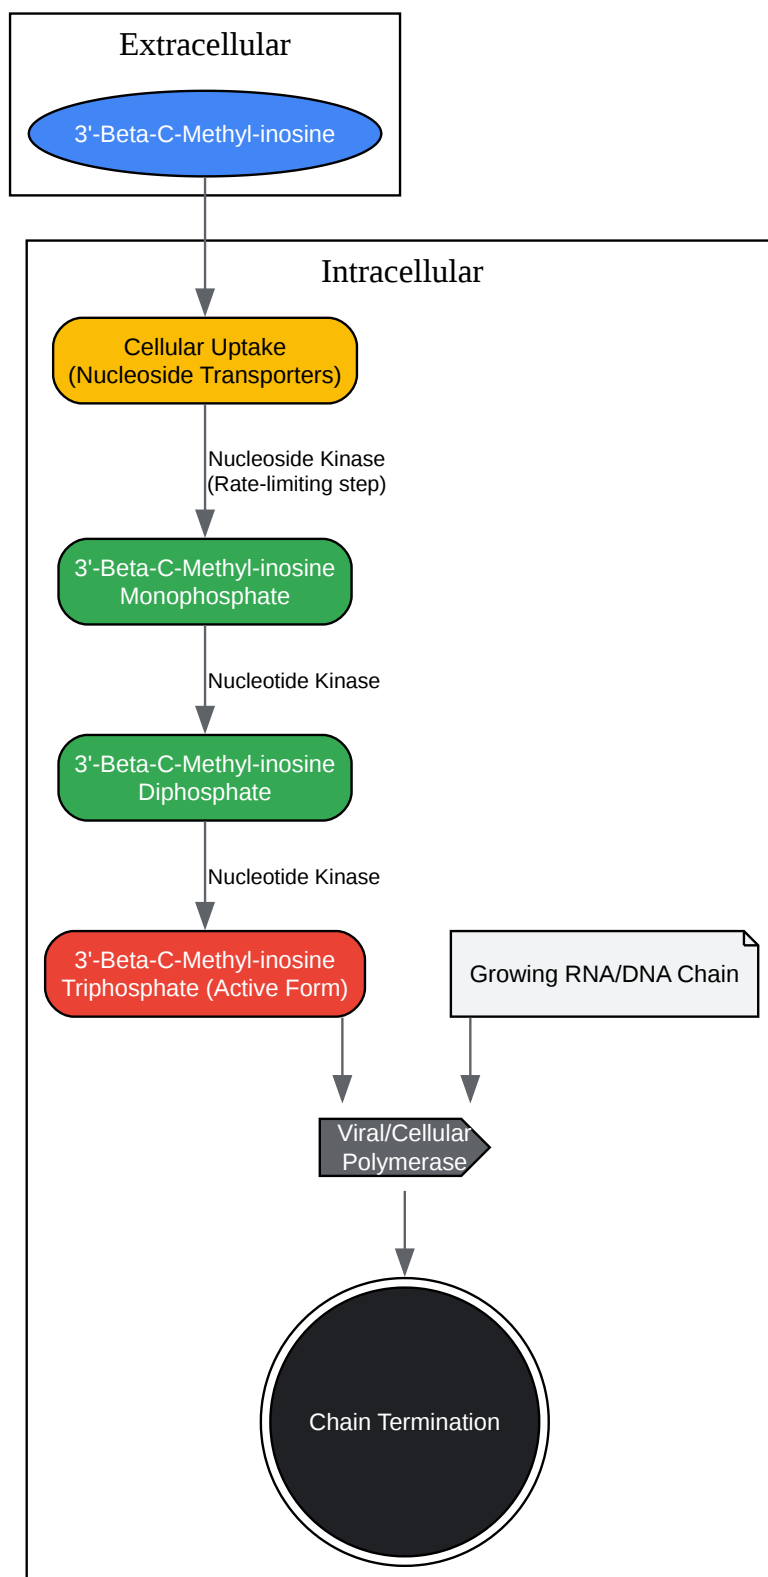 Extracellular
3'-Beta-C-Methyl-inosine
Intracellular
Cellular Uptake
(Nucleoside Transporters)
Nucleoside Kinase
(Rate-limiting step)
3'-Beta-C-Methyl-inosine
Monophosphate
Nucleotide Kinase
3'-Beta-C-Methyl-inosine
Diphosphate
Nucleotide Kinase
3'-Beta-C-Methyl-inosine
Triphosphate (Active Form)
Growing RNA/DNA Chain
Viral/Cellular
Polymerase
Chain Termination